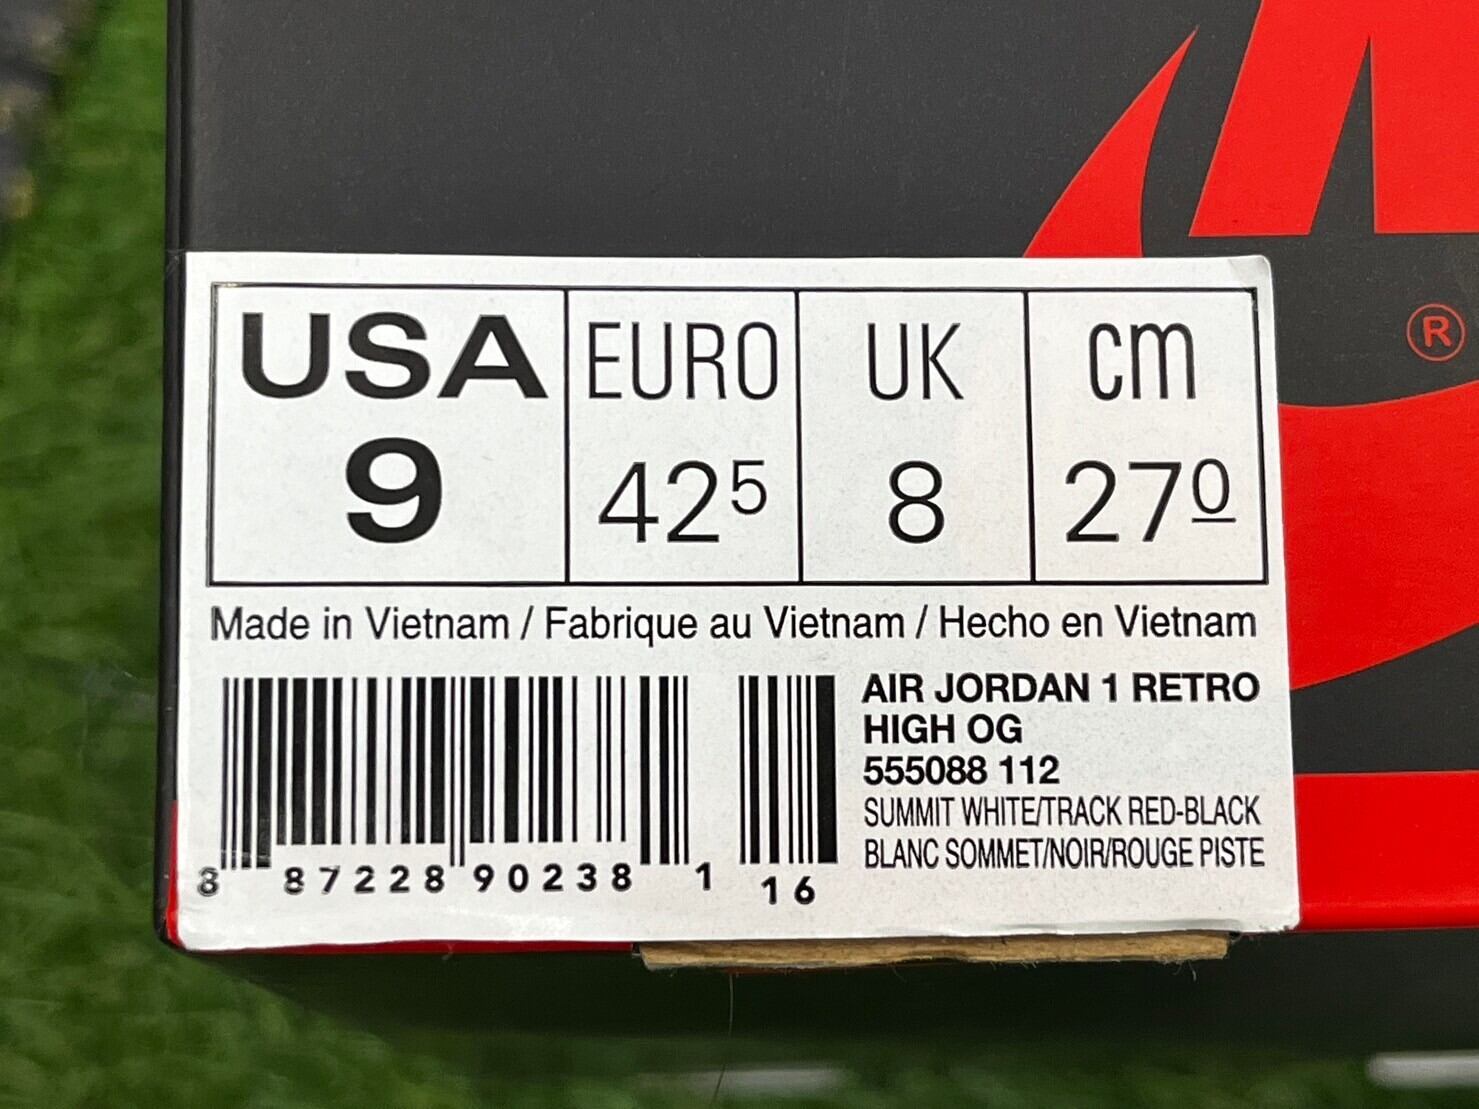 ®
USA EURO UK cm
9 42⁵ 8 27⁰
Made in Vietnam / Fabrique au Vietnam / Hecho en Vietnam
AIR JORDAN 1 RETRO
HIGH OG
555088 112
SUMMIT WHITE/TRACK RED-BLACK
BLANC SOMMET/NOIR/ROUGE PISTE
8 87228 90238 1 16